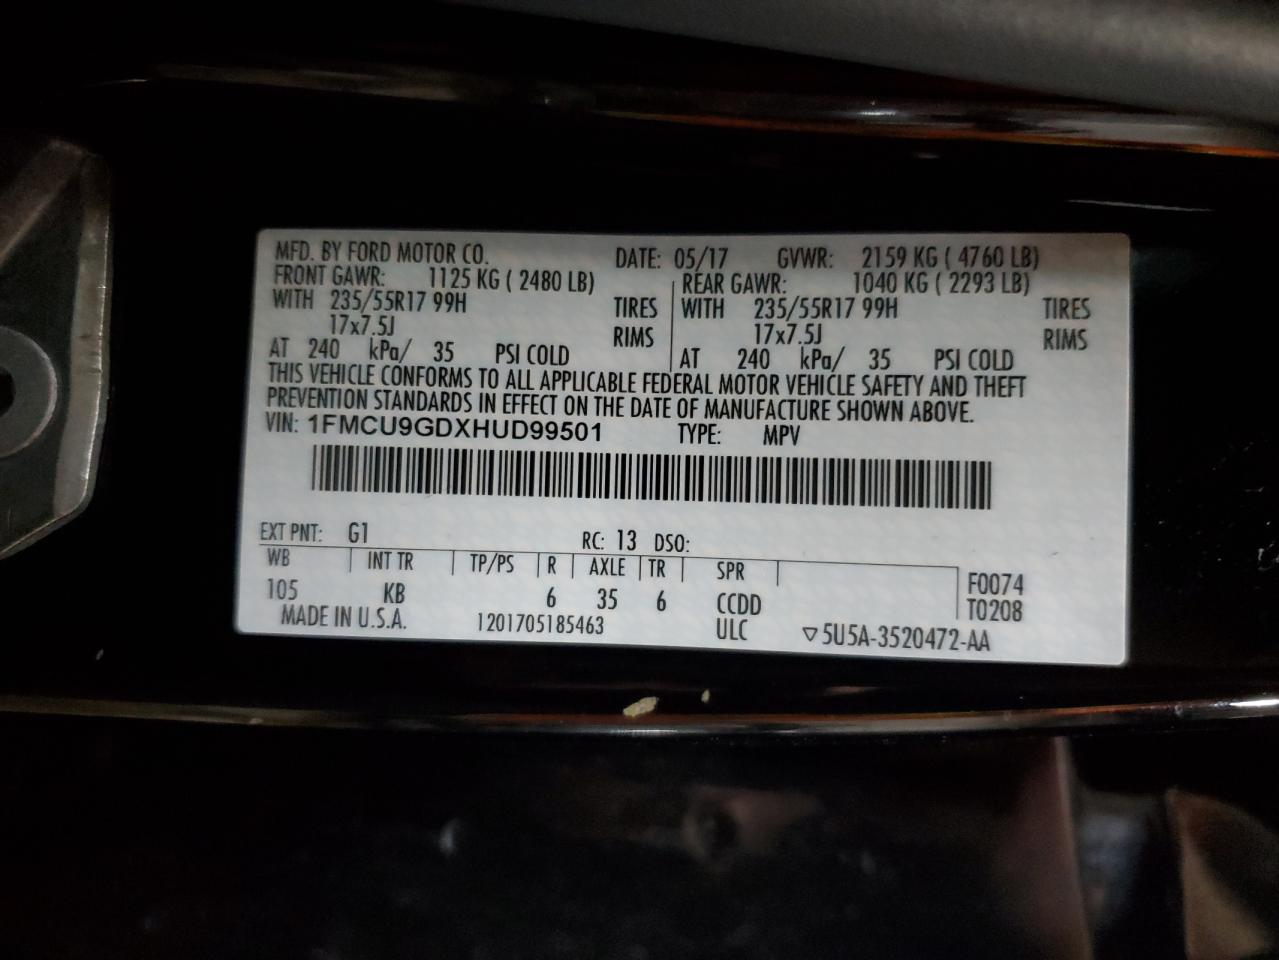 MFD. BY FORD MOTOR CO. DATE: 05/17 GVWR: 2159 KG ( 4760 LB)
FRONT GAWR: 1125 KG ( 2480 LB) REAR GAWR: 1040 KG ( 2293 LB)
WITH 235/55R17 99H TIRES WITH 235/55R17 99H TIRES
17x7.5J RIMS 17x7.5J RIMS
AT 240 kPa/ 35 PSI COLD AT 240 kPa/ 35 PSI COLD
THIS VEHICLE CONFORMS TO ALL APPLICABLE FEDERAL MOTOR VEHICLE SAFETY AND THEFT
PREVENTION STANDARDS IN EFFECT ON THE DATE OF MANUFACTURE SHOWN ABOVE.
VIN: 1FMCU9GDXHUD99501 TYPE: MPV
EXT PNT: G1 RC: 13 DSO:
WB INT TR TP/PS R AXLE TR SPR F0074
105 KB 6 35 6 CCDD T0208
MADE IN U.S.A. 1201705185463 ULC ▽5U5A-3520472-AA